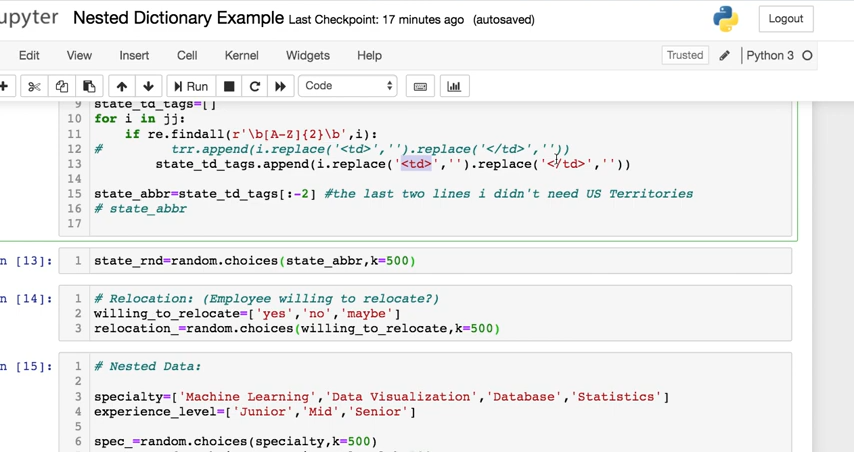 upyter Nested Dictionary Example Last Checkpoint: 17 minutes ago (autosaved)
Logout
Edit View Insert Cell Kernel Widgets Help
Trusted Python 3
Run Code
9 state_td_tags=[]
10 for i in jj:
11 if re.findall(r'\b[A-Z]{2}\b',i):
12 # trr.append(i.replace('<td>','').replace('</td>',''))
13 state_td_tags.append(i.replace('<td>','').replace('</td>',''))
14
15 state_abbr=state_td_tags[:-2] #the last two lines i didn't need US Territories
16 # state_abbr
17
n [13]: 1 state_rnd=random.choices(state_abbr,k=500)
n [14]: 1 # Relocation: (Employee willing to relocate?)
2 willing_to_relocate=['yes','no','maybe']
3 relocation_=random.choices(willing_to_relocate,k=500)
n [15]: 1 # Nested Data:
2
3 specialty=['Machine Learning','Data Visualization','Database','Statistics']
4 experience_level=['Junior','Mid','Senior']
5
6 spec_=random.choices(specialty,k=500)